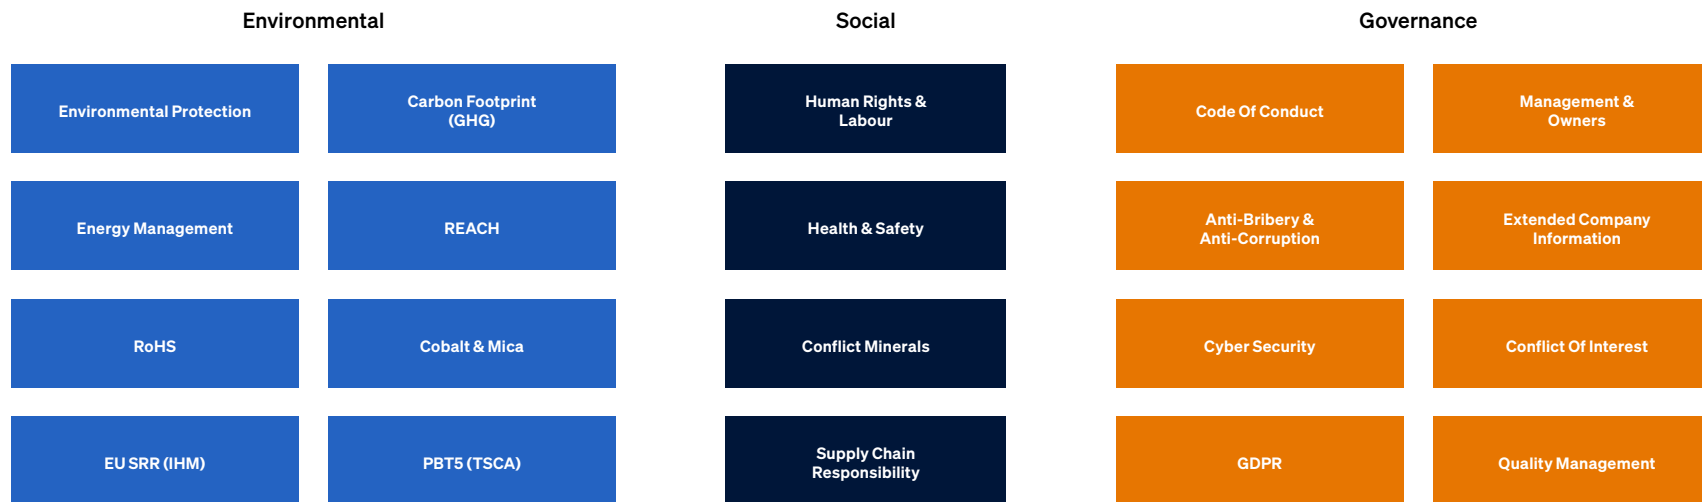 Environmental
Social
Governance
Environmental Protection
Carbon Footprint
(GHG)
Human Rights &
Labour
Code Of Conduct
Management &
Owners
Energy Management
REACH
Health & Safety
Anti-Bribery &
Anti-Corruption
Extended Company
Information
RoHS
Cobalt & Mica
Conflict Minerals
Cyber Security
Conflict Of Interest
EU SRR (IHM)
PBT5 (TSCA)
Supply Chain
Responsibility
GDPR
Quality Management